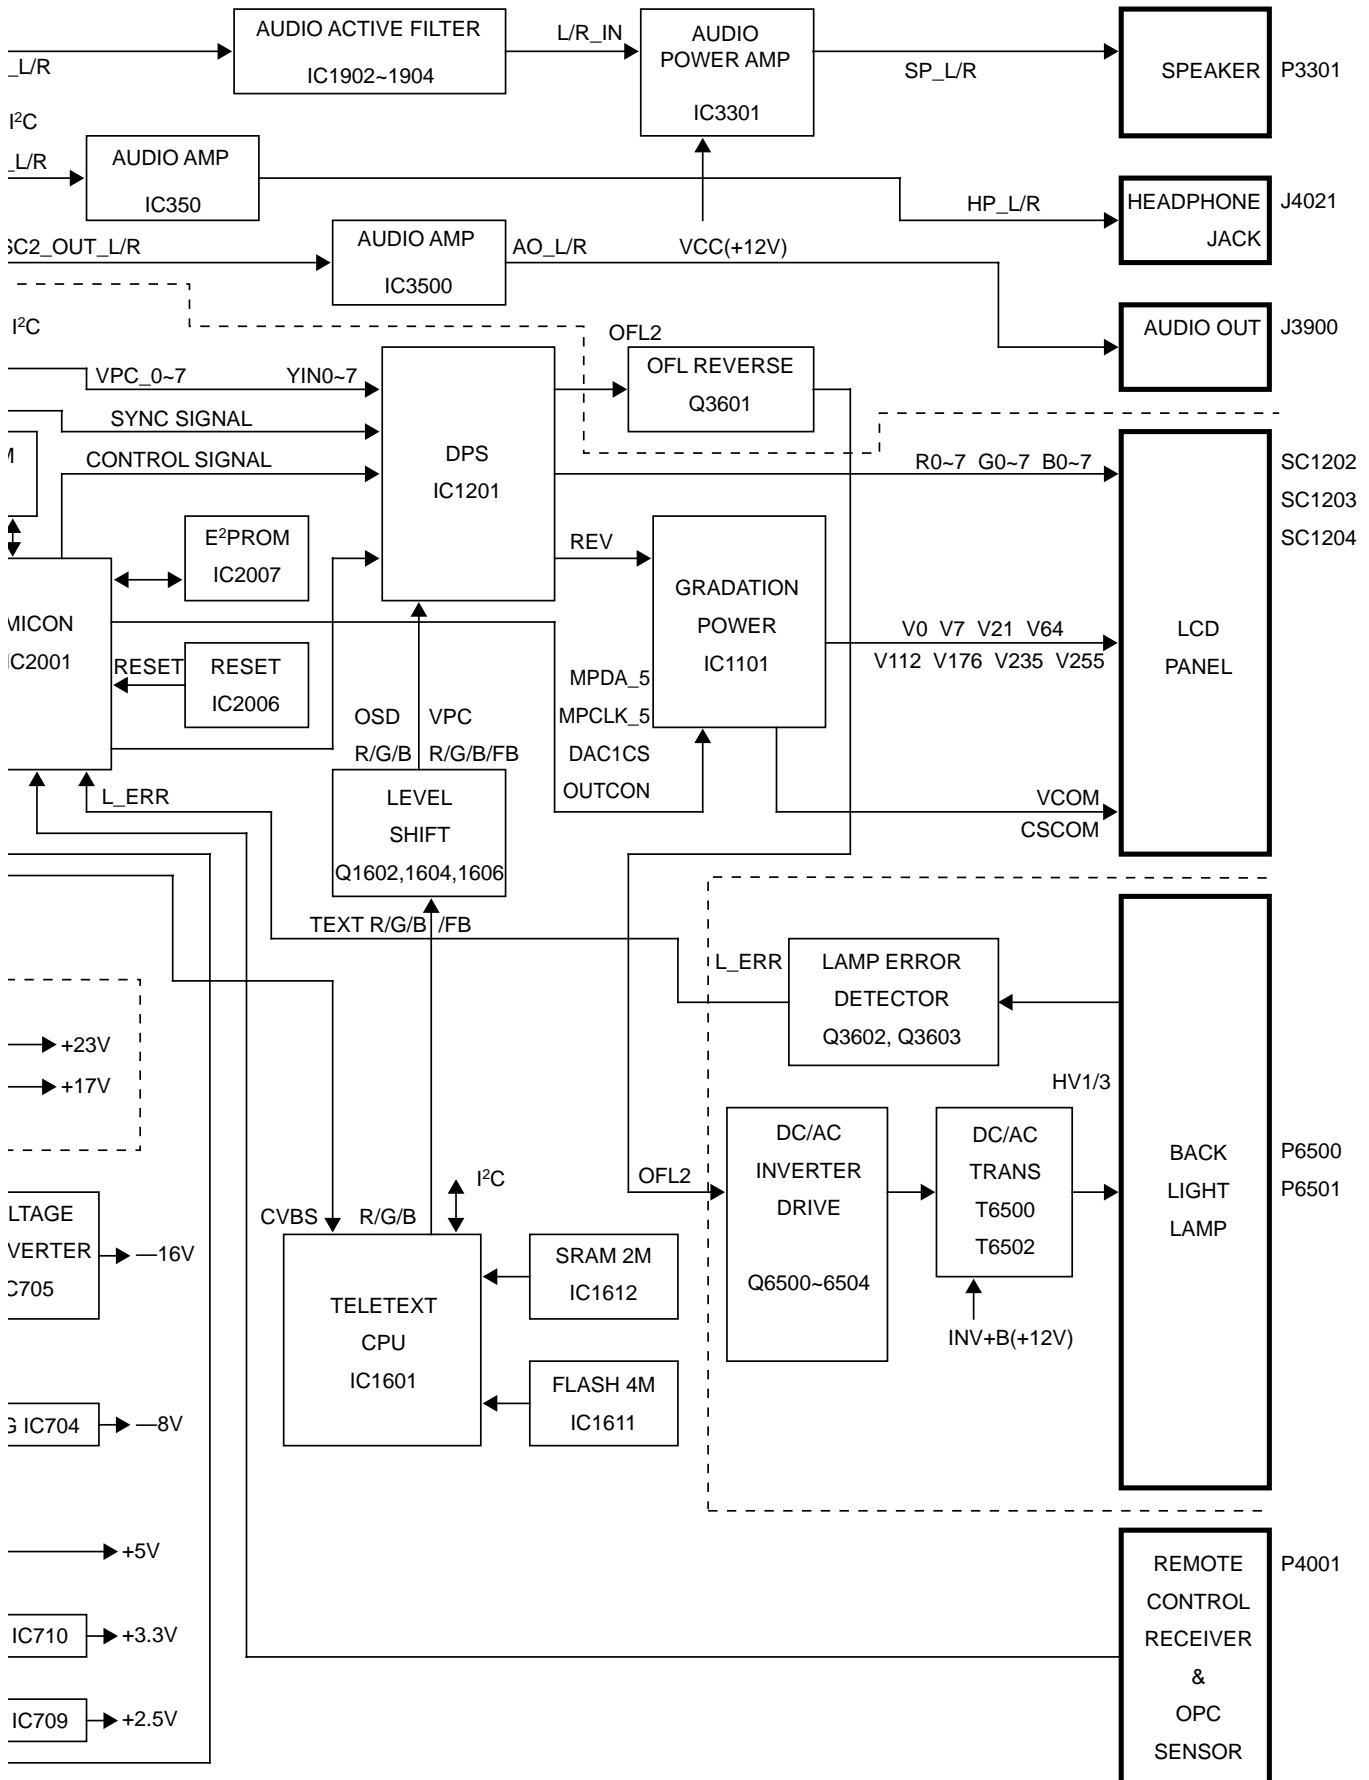 AUDIO ACTIVE FILTER
IC1902~1904
L/R_IN
AUDIO
POWER AMP
IC3301
SP_L/R
SPEAKER
P3301
_L/R
I²C
_L/R
AUDIO AMP
IC350
HP_L/R
HEADPHONE
JACK
J4021
SC2_OUT_L/R
AUDIO AMP
IC3500
AO_L/R
VCC(+12V)
AUDIO OUT
J3900
I²C
OFL2
OFL REVERSE
Q3601
VPC_0~7
YIN0~7
SYNC SIGNAL
CONTROL SIGNAL
M
DPS
IC1201
R0~7 G0~7 B0~7
SC1202
SC1203
SC1204
E²PROM
IC2007
REV
GRADATION
POWER
IC1101
MICON
IC2001
RESET
RESET
IC2006
V0 V7 V21 V64
V112 V176 V235 V255
LCD
PANEL
MPDA_5
MPCLK_5
DAC1CS
OUTCON
OSD
R/G/B
VPC
R/G/B/FB
L_ERR
LEVEL
SHIFT
Q1602,1604,1606
VCOM
CSCOM
TEXT R/G/B /FB
L_ERR
LAMP ERROR
DETECTOR
Q3602, Q3603
+23V
+17V
HV1/3
DC/AC
INVERTER
DRIVE
Q6500~6504
DC/AC
TRANS
T6500
T6502
BACK
LIGHT
LAMP
P6500
P6501
OFL2
I²C
CVBS
R/G/B
LTAGE
VERTER
C705
—16V
TELETEXT
CPU
IC1601
SRAM 2M
IC1612
INV+B(+12V)
FLASH 4M
IC1611
G IC704
—8V
+5V
REMOTE
CONTROL
RECEIVER
&
OPC
SENSOR
P4001
IC710
+3.3V
IC709
+2.5V